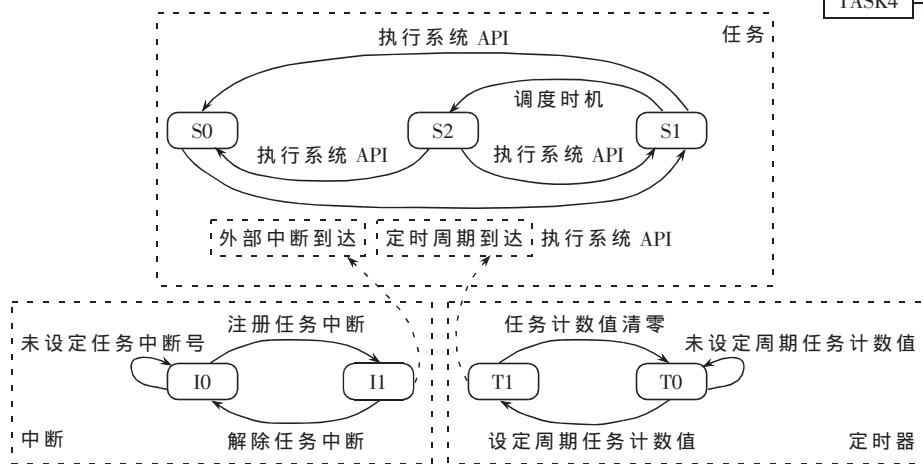 TASK4
任务
执行系统 API
调度时机
S0
S2
S1
执行系统 API
执行系统 API
外部中断到达
定时周期到达
执行系统 API
注册任务中断
任务计数值清零
未设定任务中断号
未设定周期任务计数值
I0
I1
T1
T0
中断
解除任务中断
设定周期任务计数值
定时器